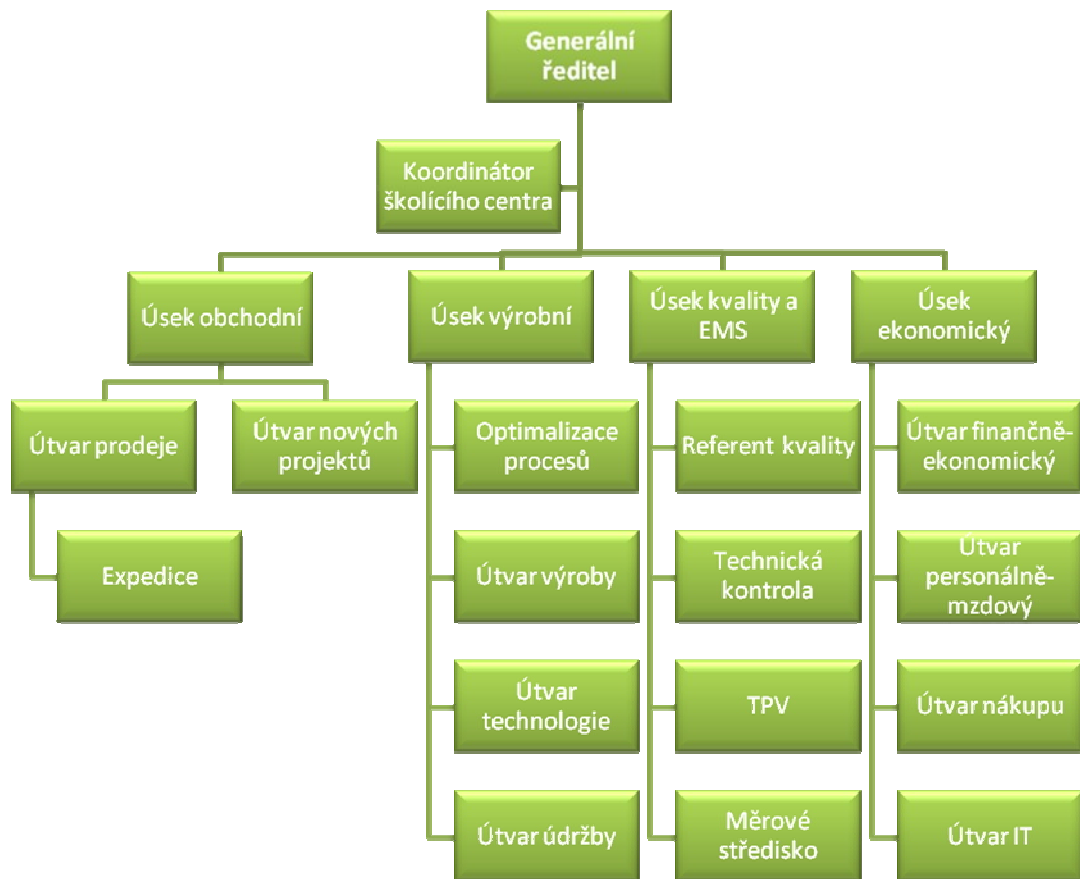 Generální
ředitel
Koordinátor
školícího centra
Úsek obchodní
Úsek výrobní
Úsek kvality a
EMS
Úsek
ekonomický
Útvar prodeje
Útvar nových
projektů
Optimalizace
procesů
Referent kvality
Útvar finančně-
ekonomický
Expedice
Útvar výroby
Technická
kontrola
Útvar
personálně-
mzdový
Útvar
technologie
TPV
Útvar nákupu
Útvar údržby
Měrové
středisko
Útvar IT